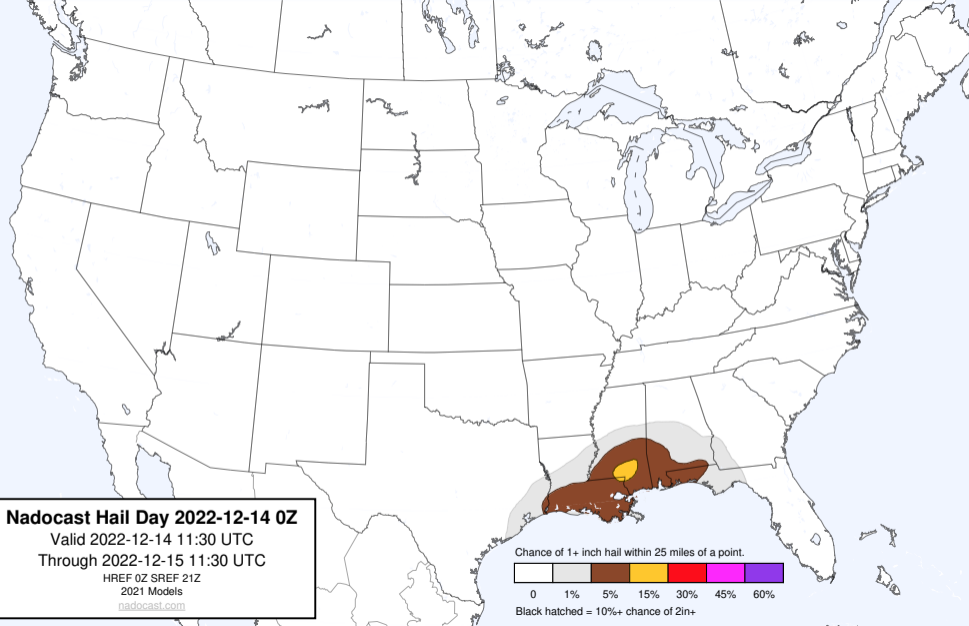 Nadocast Hail Day 2022-12-14 0Z
Valid 2022-12-14 11:30 UTC
Through 2022-12-15 11:30 UTC
HREF 0Z SREF 21Z
2021 Models
nadocast.com
Chance of 1+ inch hail within 25 miles of a point.
0 1% 5% 15% 30% 45% 60%
Black hatched = 10%+ chance of 2in+